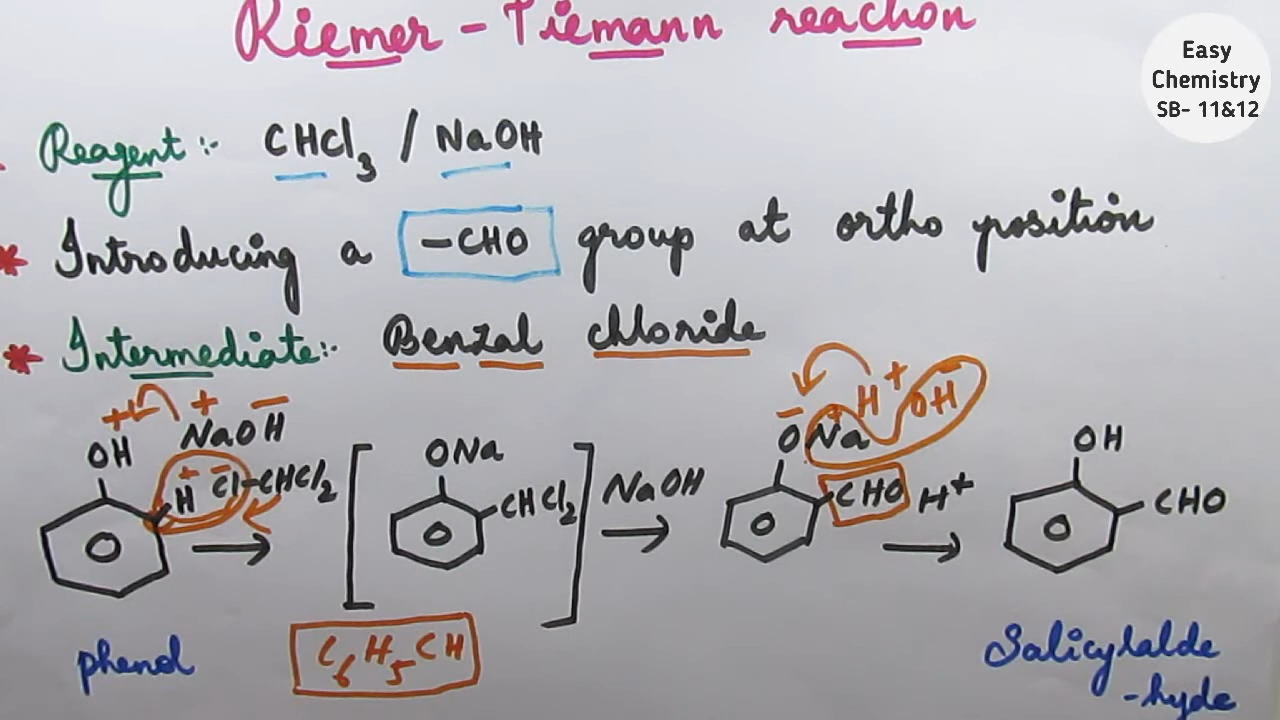 Riemer - Tiemann reaction
Easy
Chemistry
SB- 11&12
Reagent:- CHCl3 / NaOH
* Introducing a -CHO group at ortho position
* Intermediate:- Benzal chloride
+ + -
OH NaOH
H+ Cl- -CHCl2
ONa
CHCl2
NaOH
H+ OH-
O- Na+
CHO H+
OH
CHO
phenol
C6H5CH
Salicylalde
-hyde